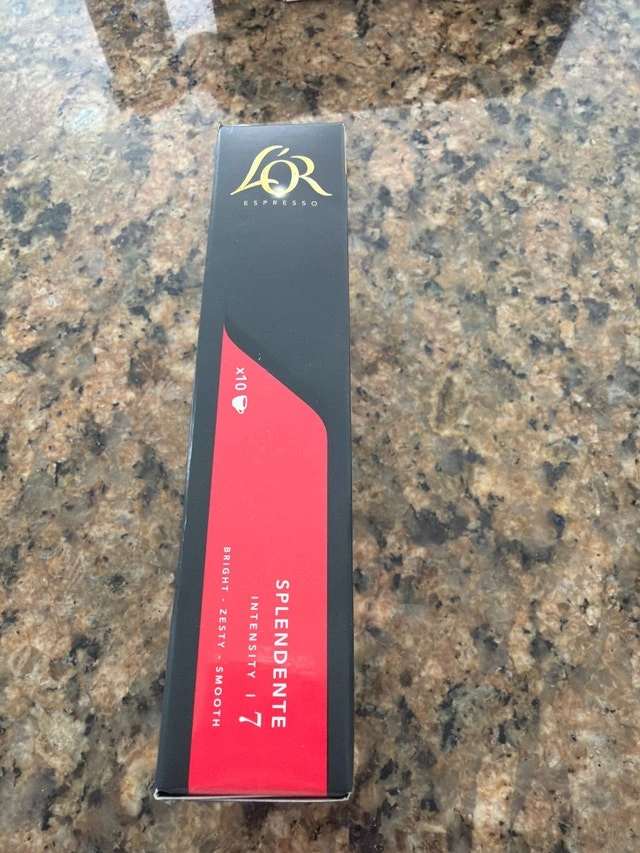 L'OR
ESPRESSO
x10
SPLENDENTE
INTENSITY | 7
BRIGHT - ZESTY - SMOOTH